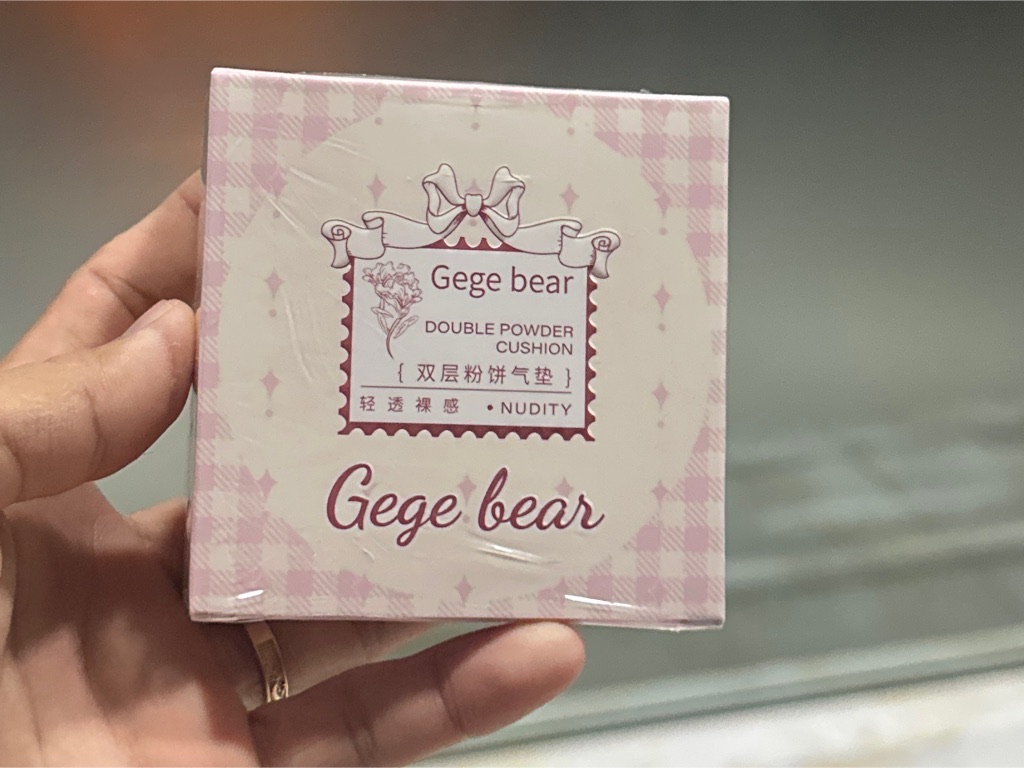 Gege bear
DOUBLE POWDER
CUSHION
{ 双层粉饼气垫 }
轻透裸感 • NUDITY
Gege bear